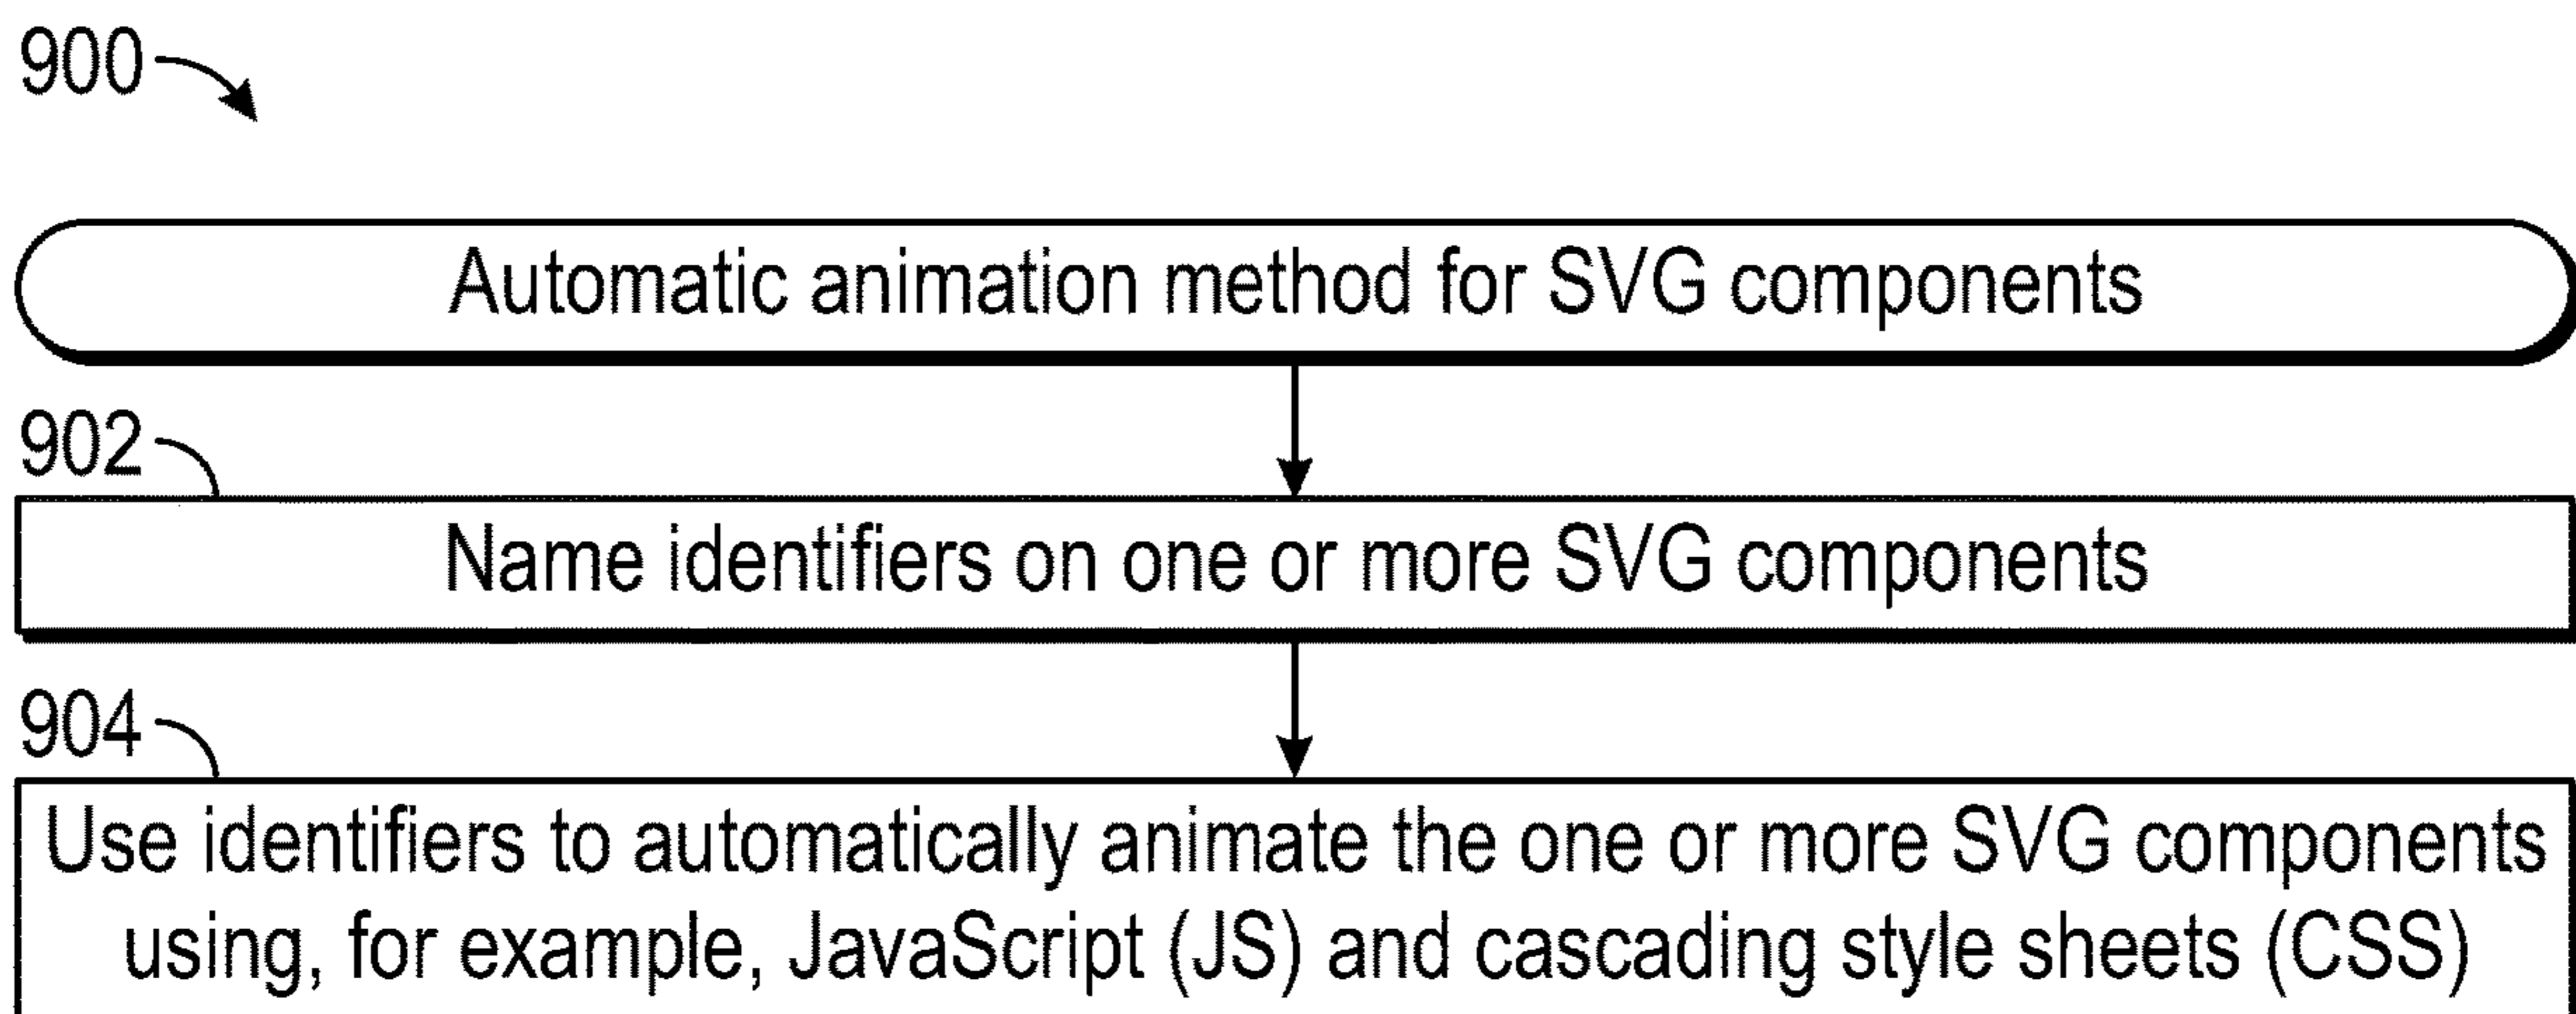 900
Automatic animation method for SVG components
902
Name identifiers on one or more SVG components
904
Use identifiers to automatically animate the one or more SVG components
using, for example, JavaScript (JS) and cascading style sheets (CSS)